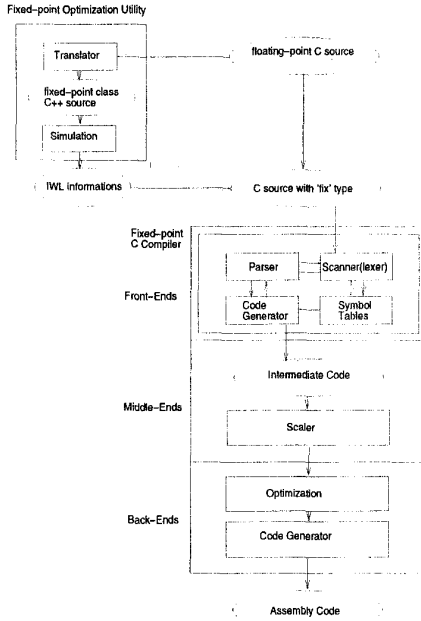 Fixed-point Optimization Utility
Translator
floating-point C source
fixed-point class
C++ source
Simulation
IWL informations
C source with 'fix' type
Fixed-point
C Compiler
Parser
Scanner(lexer)
Front-Ends
Code
Generator
Symbol
Tables
Intermediate Code
Middle-Ends
Scaler
Optimization
Back-Ends
Code Generator
Assembly Code